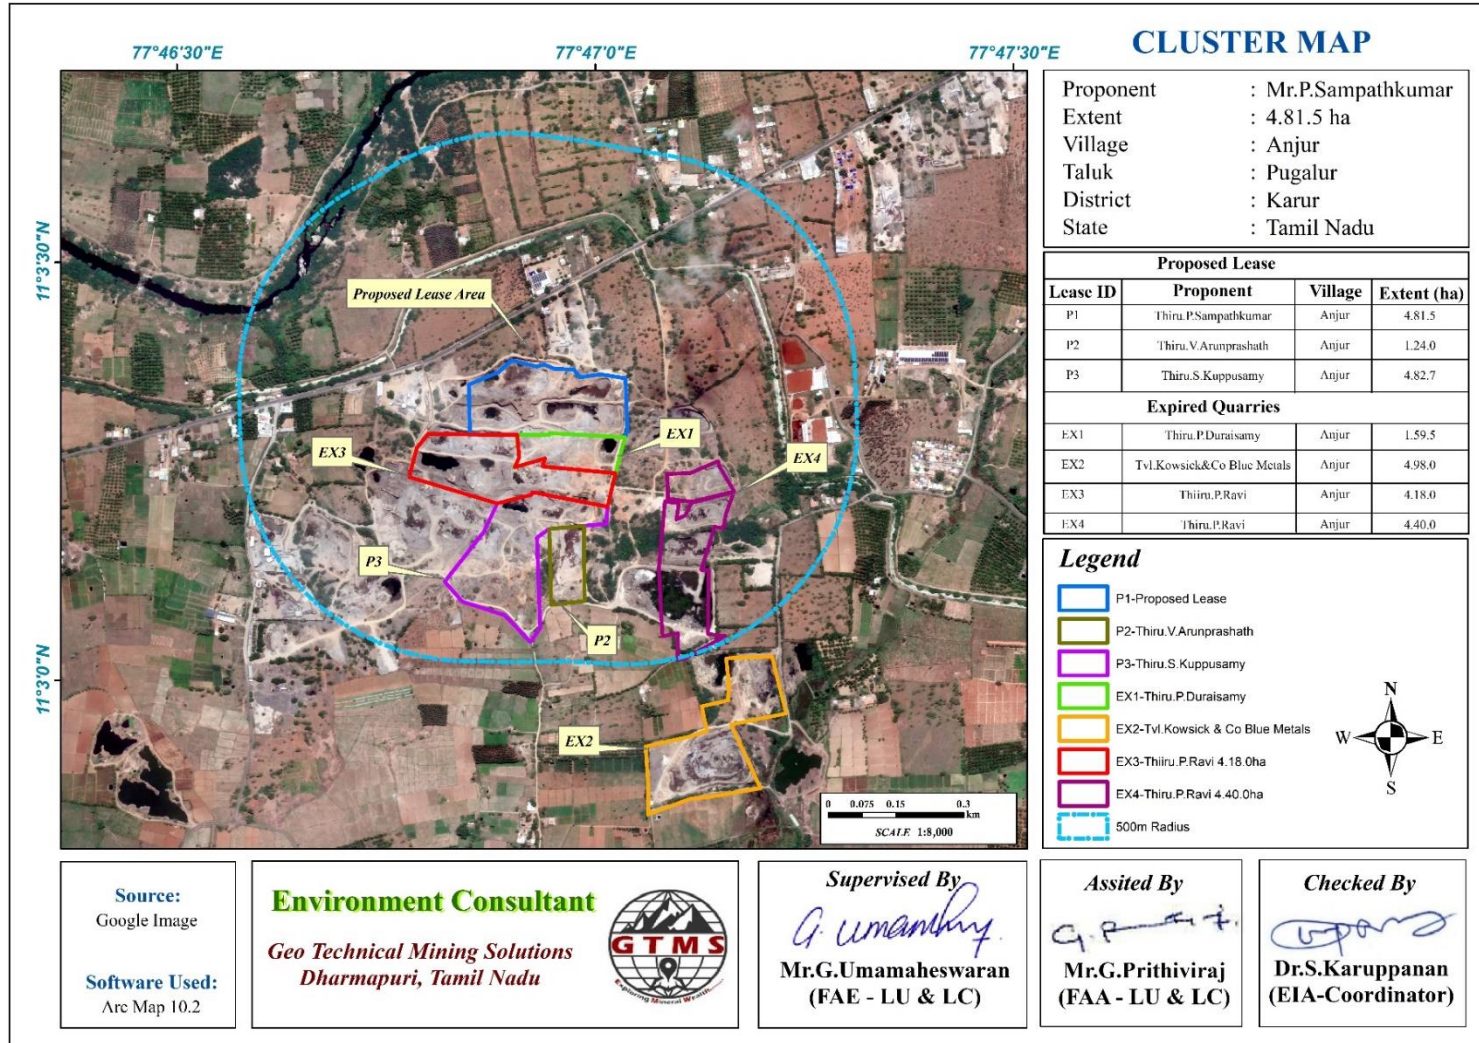 CLUSTER MAP
77°46'30"E
77°47'0"E
77°47'30"E
11°3'30"N
11°3'0"N
Proposed Lease Area
EX1
EX3
EX4
P3
P2
EX2
0 0.075 0.15 0.3
km
SCALE 1:8,000
Proponent : Mr.P.Sampathkumar
Extent : 4.81.5 ha
Village : Anjur
Taluk : Pugalur
District : Karur
State : Tamil Nadu
Proposed Lease
Lease ID Proponent Village Extent (ha)
P1 Thiru.P.Sampathkumar Anjur 4.81.5
P2 Thiru.V.Arunprashath Anjur 1.24.0
P3 Thiru.S.Kuppusamy Anjur 4.82.7
Expired Quarries
EX1 Thiru.P.Duraisamy Anjur 1.59.5
EX2 Tvl.Kowsick&Co Blue Metals Anjur 4.98.0
EX3 Thiiru.P.Ravi Anjur 4.18.0
EX4 Thiru.P.Ravi Anjur 4.40.0
Legend
P1-Proposed Lease
P2-Thiru.V.Arunprashath
P3-Thiru.S.Kuppusamy
EX1-Thiru.P.Duraisamy
EX2-Tvl.Kowsick & Co Blue Metals
EX3-Thiiru.P.Ravi 4.18.0ha
EX4-Thiru.P.Ravi 4.40.0ha
500m Radius
N
W E
S
Source:
Google Image
Software Used:
Arc Map 10.2
Environment Consultant
Geo Technical Mining Solutions
Dharmapuri, Tamil Nadu
GTMS
Exploring Mineral Wealth
Supervised By
Mr.G.Umamaheswaran
(FAE - LU & LC)
Assited By
Mr.G.Prithiviraj
(FAA - LU & LC)
Checked By
Dr.S.Karuppanan
(EIA-Coordinator)